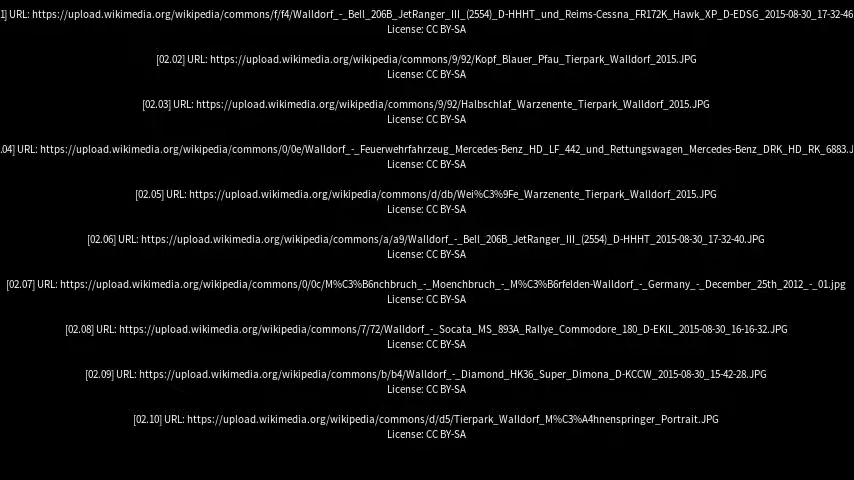 1] URL: https://upload.wikimedia.org/wikipedia/commons/f/f4/Walldorf_-_Bell_206B_JetRanger_III_(2554)_D-HHHT_und_Reims-Cessna_FR172K_Hawk_XP_D-EDSG_2015-08-30_17-32-46
License: CC BY-SA
[02.02] URL: https://upload.wikimedia.org/wikipedia/commons/9/92/Kopf_Blauer_Pfau_Tierpark_Walldorf_2015.JPG
License: CC BY-SA
[02.03] URL: https://upload.wikimedia.org/wikipedia/commons/9/92/Halbschlaf_Warzenente_Tierpark_Walldorf_2015.JPG
License: CC BY-SA
.04] URL: https://upload.wikimedia.org/wikipedia/commons/0/0e/Walldorf_-_Feuerwehrfahrzeug_Mercedes-Benz_HD_LF_442_und_Rettungswagen_Mercedes-Benz_DRK_HD_RK_6883.J
License: CC BY-SA
[02.05] URL: https://upload.wikimedia.org/wikipedia/commons/d/db/Wei%C3%9Fe_Warzenente_Tierpark_Walldorf_2015.JPG
License: CC BY-SA
[02.06] URL: https://upload.wikimedia.org/wikipedia/commons/a/a9/Walldorf_-_Bell_206B_JetRanger_III_(2554)_D-HHHT_2015-08-30_17-32-40.JPG
License: CC BY-SA
[02.07] URL: https://upload.wikimedia.org/wikipedia/commons/0/0c/M%C3%B6nchbruch_-_Moenchbruch_-_M%C3%B6rfelden-Walldorf_-_Germany_-_December_25th_2012_-_01.jpg
License: CC BY-SA
[02.08] URL: https://upload.wikimedia.org/wikipedia/commons/7/72/Walldorf_-_Socata_MS_893A_Rallye_Commodore_180_D-EKIL_2015-08-30_16-16-32.JPG
License: CC BY-SA
[02.09] URL: https://upload.wikimedia.org/wikipedia/commons/b/b4/Walldorf_-_Diamond_HK36_Super_Dimona_D-KCCW_2015-08-30_15-42-28.JPG
License: CC BY-SA
[02.10] URL: https://upload.wikimedia.org/wikipedia/commons/d/d5/Tierpark_Walldorf_M%C3%A4hnenspringer_Portrait.JPG
License: CC BY-SA